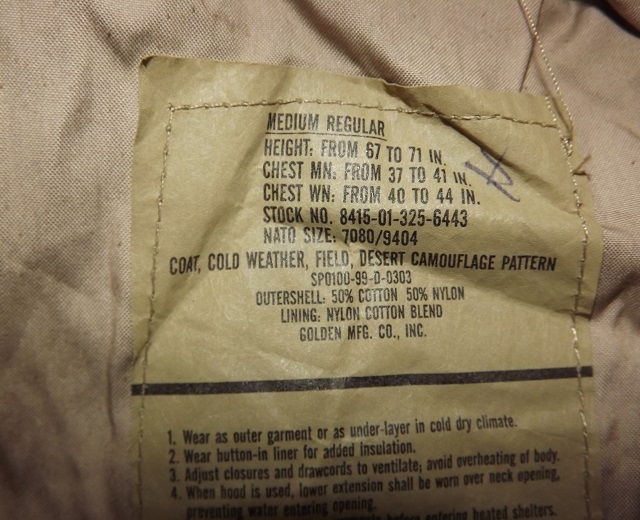 MEDIUM REGULAR
HEIGHT: FROM 67 TO 71 IN.
CHEST MN: FROM 37 TO 41 IN.
CHEST WN: FROM 40 TO 44 IN.
STOCK NO. 8415-01-325-6443
NATO SIZE: 7080/9404
COAT, COLD WEATHER, FIELD, DESERT CAMOUFLAGE PATTERN
SPO100-99-D-0303
OUTERSHELL: 50% COTTON 50% NYLON
LINING: NYLON COTTON BLEND
GOLDEN MFG. CO., INC.
1. Wear as outer garment or as under-layer in cold dry climate.
2. Wear button-in liner for added insulation.
3. Adjust closures and drawcords to ventilate; avoid overheating of body.
4. When hood is used, lower extension shall be worn over neck opening,
preventing water entering opening.
before entering heated shelters.